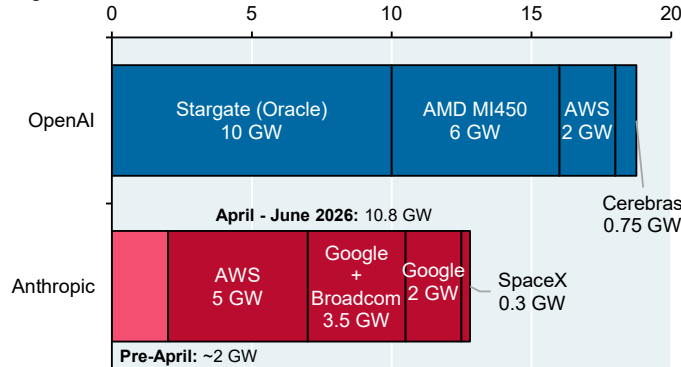 0 5 10 15 20
OpenAI
Stargate (Oracle)
10 GW
AMD MI450
6 GW
AWS
2 GW
Cerebras
0.75 GW
April - June 2026: 10.8 GW
Anthropic
AWS
5 GW
Google
+
Broadcom
3.5 GW
Google
2 GW
SpaceX
0.3 GW
Pre-April: ~2 GW